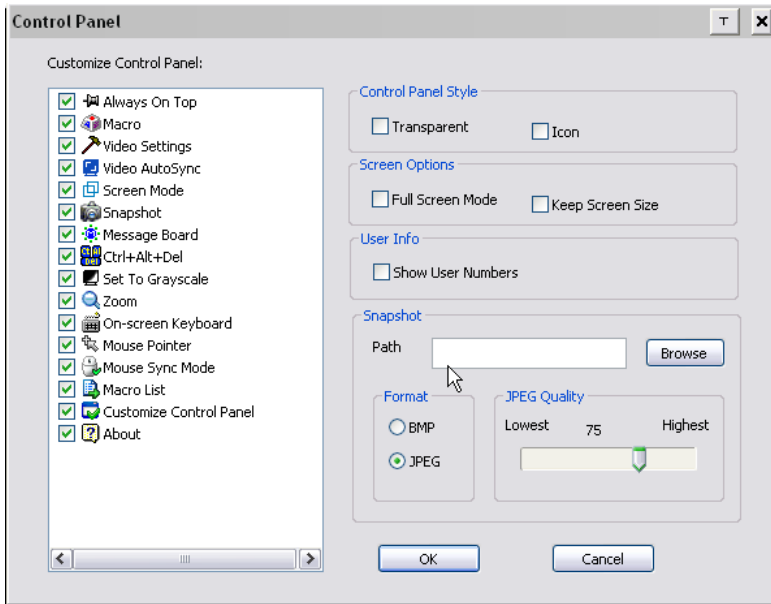 Control Panel
T
Customize Control Panel:
Always On Top
Macro
Video Settings
Video AutoSync
Screen Mode
Snapshot
Message Board
Ctrl+Alt+Del
Set To Grayscale
Zoom
On-screen Keyboard
Mouse Pointer
Mouse Sync Mode
Macro List
Customize Control Panel
About
Control Panel Style
Transparent
Icon
Screen Options
Full Screen Mode
Keep Screen Size
User Info
Show User Numbers
Snapshot
Path
Browse
Format
BMP
JPEG
JPEG Quality
Lowest 75 Highest
OK
Cancel